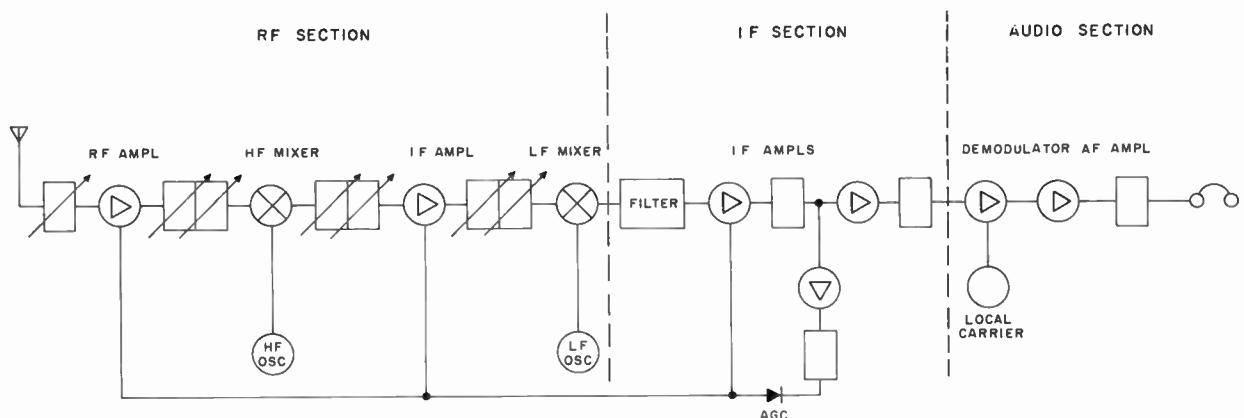 RF SECTION
IF SECTION
AUDIO SECTION
RF AMPL
HF MIXER
IF AMPL
LF MIXER
IF AMPLS
DEMODULATOR AF AMPL
FILTER
HF
OSC
LF
OSC
LOCAL
CARRIER
AGC